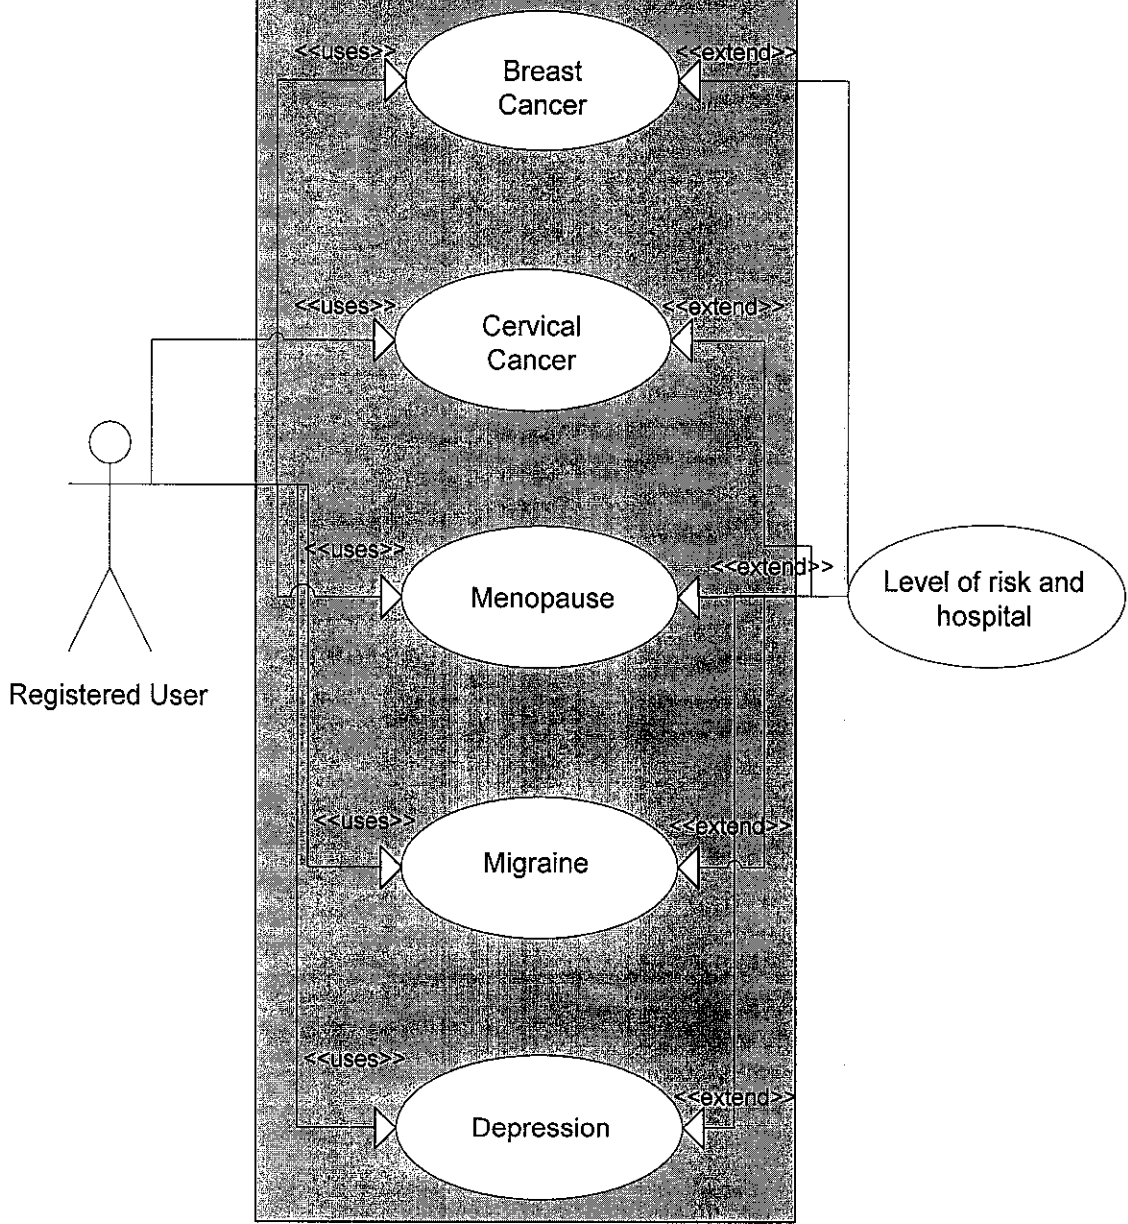 <<uses>>
<<extend>>
Breast
Cancer
<<uses>>
<<extend>>
Cervical
Cancer
<<uses>>
<<extend>>
Menopause
Level of risk and
hospital
Registered User
<<uses>>
<<extend>>
Migraine
<<uses>>
<<extend>>
Depression